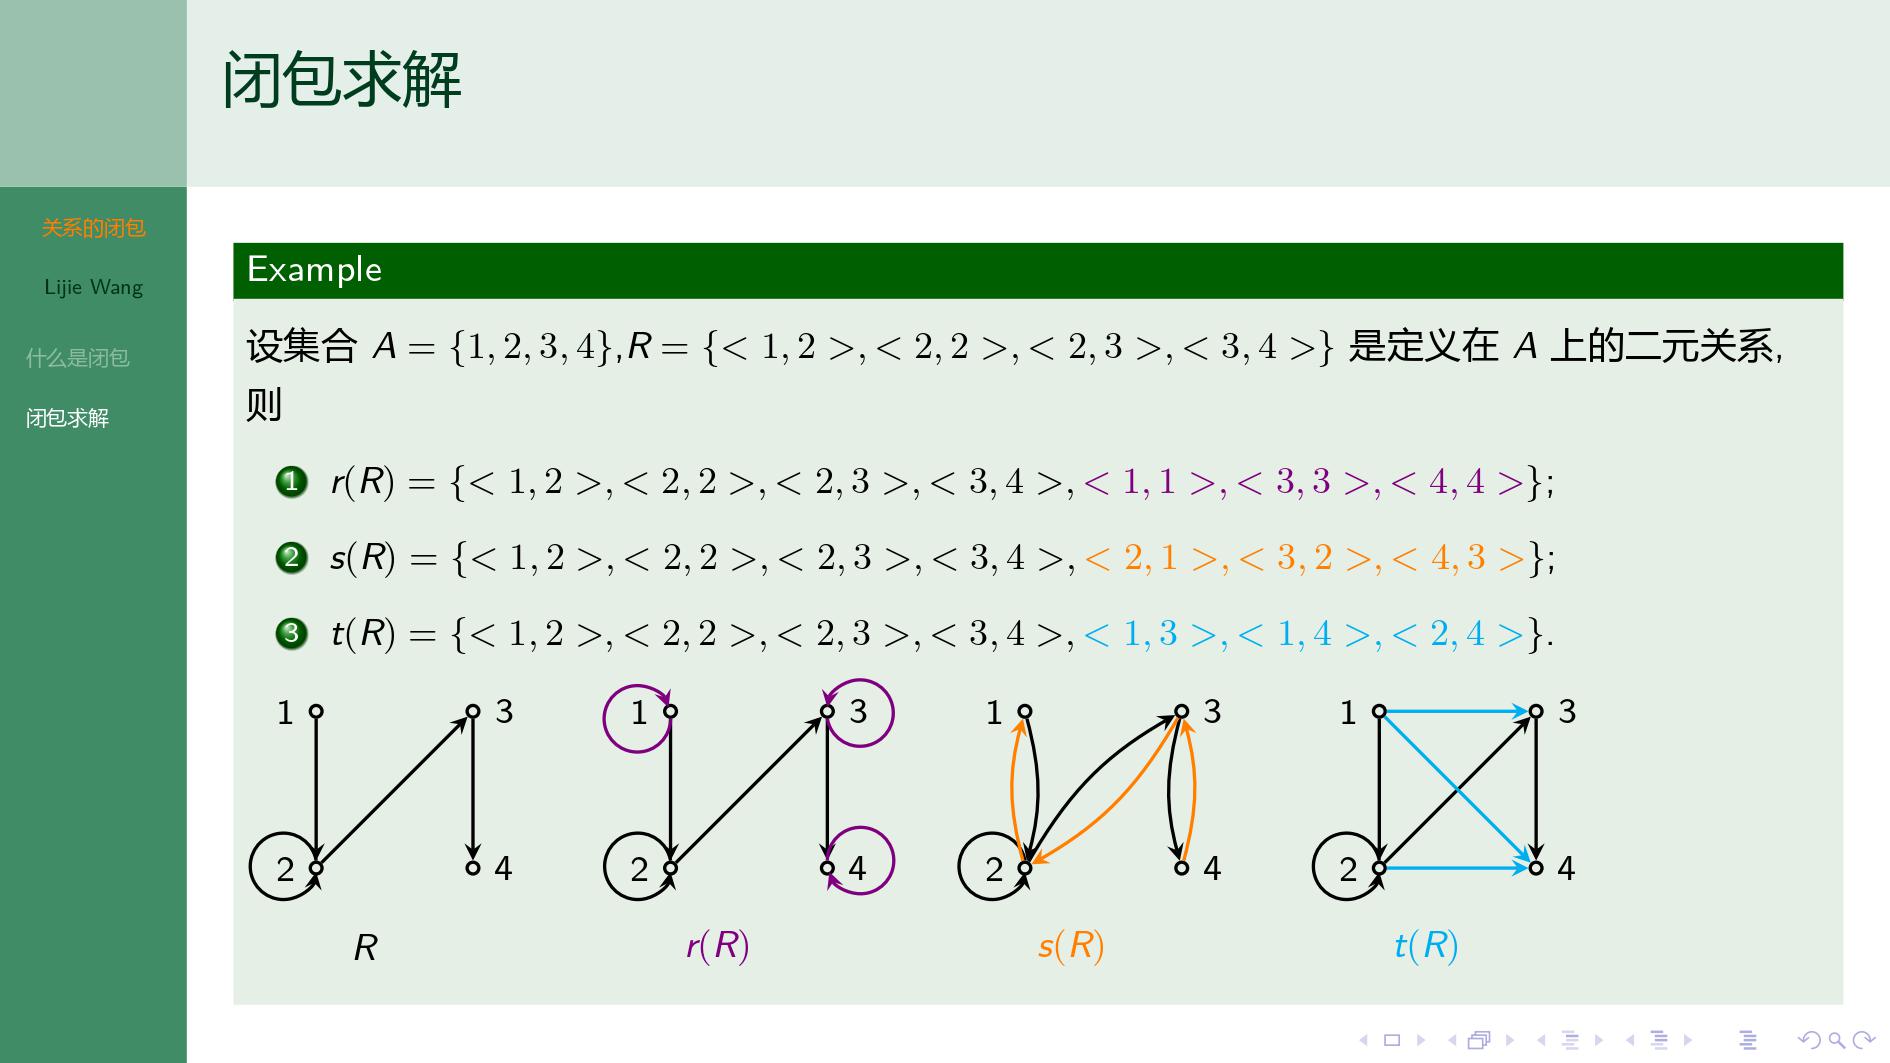 闭包求解
关系的闭包
Lijie Wang
什么是闭包
闭包求解
Example
设集合 A = {1, 2, 3, 4},R = {< 1, 2 >, < 2, 2 >, < 2, 3 >, < 3, 4 >} 是定义在 A 上的二元关系,
则
1 r(R) = {< 1, 2 >, < 2, 2 >, < 2, 3 >, < 3, 4 >, < 1, 1 >, < 3, 3 >, < 4, 4 >};
2 s(R) = {< 1, 2 >, < 2, 2 >, < 2, 3 >, < 3, 4 >, < 2, 1 >, < 3, 2 >, < 4, 3 >};
3 t(R) = {< 1, 2 >, < 2, 2 >, < 2, 3 >, < 3, 4 >, < 1, 3 >, < 1, 4 >, < 2, 4 >}.
1 3 1 3 1 3 1 3
2 4 2 4 2 4 2 4
R r(R) s(R) t(R)